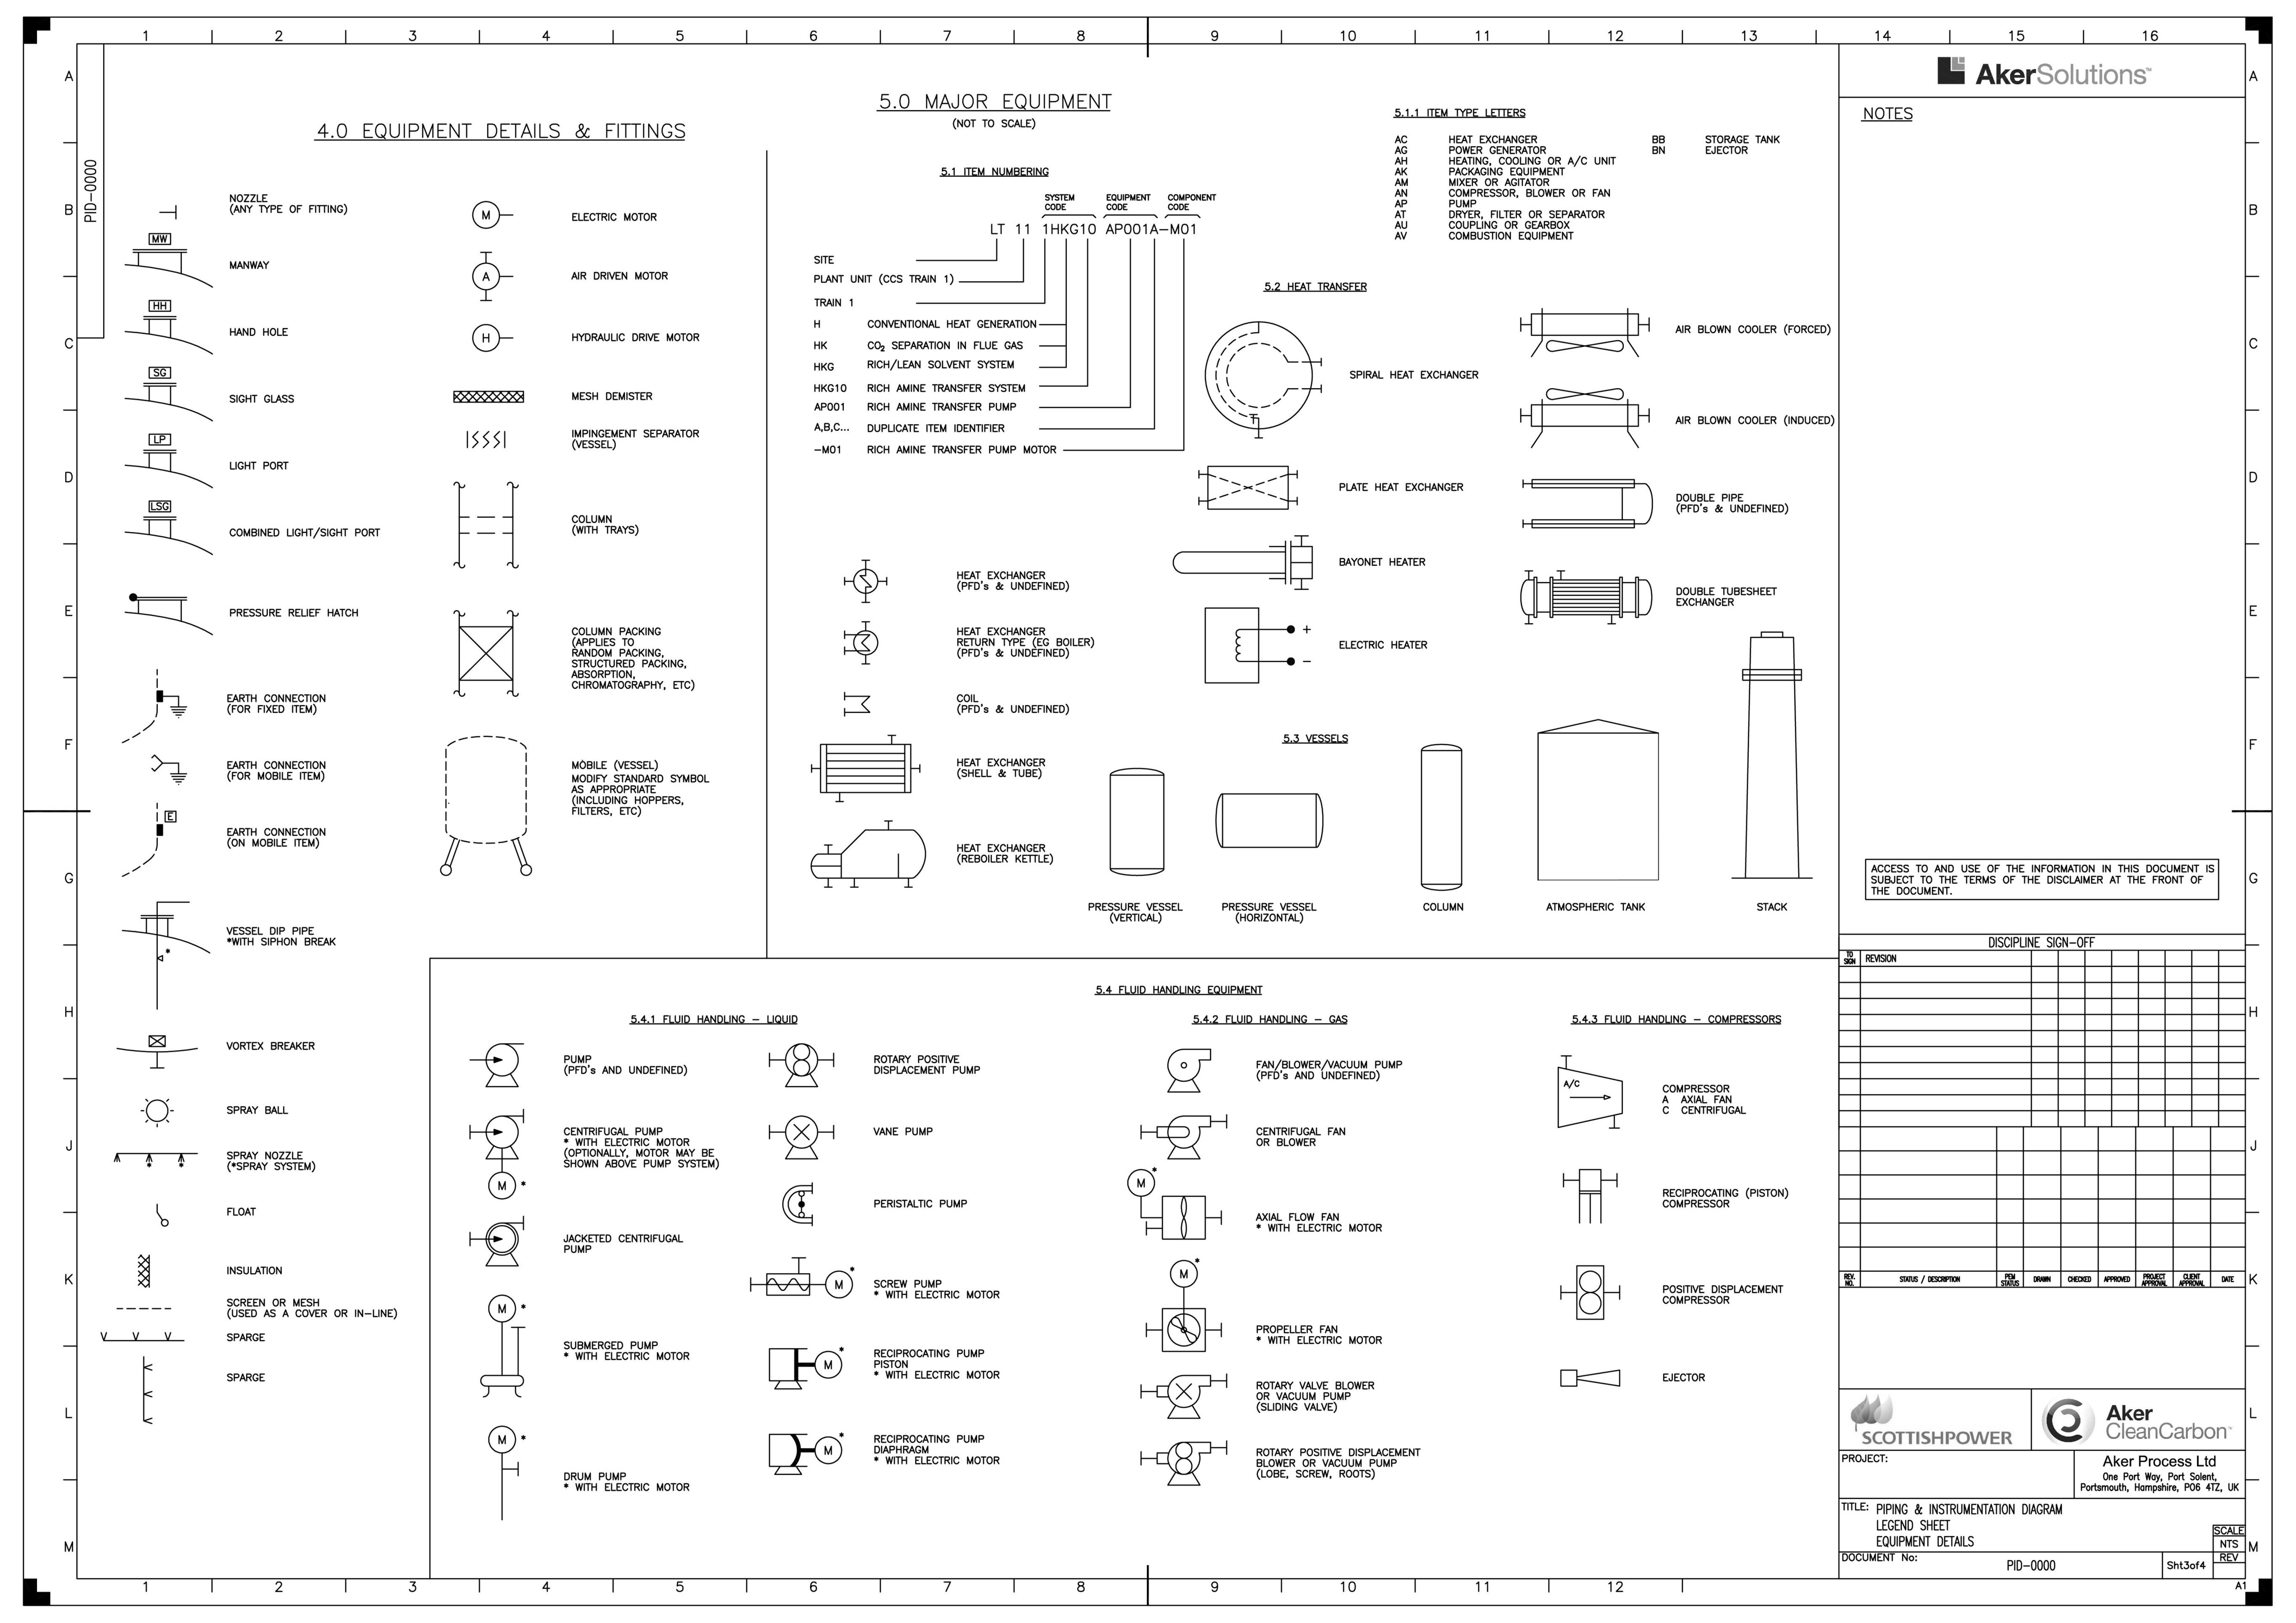 1 2 3 4 5 6 7 8 9 10 11 12 13 14 15 16
A
B
C
D
E
F
G
H
J
K
L
M
PID-0000
4.0 EQUIPMENT DETAILS & FITTINGS
NOZZLE
(ANY TYPE OF FITTING)
MW
MANWAY
HH
HAND HOLE
SG
SIGHT GLASS
LP
LIGHT PORT
LSG
COMBINED LIGHT/SIGHT PORT
PRESSURE RELIEF HATCH
EARTH CONNECTION
(FOR FIXED ITEM)
EARTH CONNECTION
(FOR MOBILE ITEM)
E
EARTH CONNECTION
(ON MOBILE ITEM)
*
VESSEL DIP PIPE
*WITH SIPHON BREAK
VORTEX BREAKER
SPRAY BALL
* *
SPRAY NOZZLE
(*SPRAY SYSTEM)
FLOAT
INSULATION
SCREEN OR MESH
(USED AS A COVER OR IN-LINE)
SPARGE
SPARGE
M
ELECTRIC MOTOR
A
AIR DRIVEN MOTOR
H
HYDRAULIC DRIVE MOTOR
MESH DEMISTER
IMPINGEMENT SEPARATOR
(VESSEL)
COLUMN
(WITH TRAYS)
COLUMN PACKING
(APPLIES TO
RANDOM PACKING,
STRUCTURED PACKING,
ABSORPTION,
CHROMATOGRAPHY, ETC)
MOBILE (VESSEL)
MODIFY STANDARD SYMBOL
AS APPROPRIATE
(INCLUDING HOPPERS,
FILTERS, ETC)
5.0 MAJOR EQUIPMENT
(NOT TO SCALE)
5.1 ITEM NUMBERING
SYSTEM
CODE
EQUIPMENT
CODE
COMPONENT
CODE
LT 11 1HKG10 AP001A-M01
SITE
PLANT UNIT (CCS TRAIN 1)
TRAIN 1
H CONVENTIONAL HEAT GENERATION
HK CO2 SEPARATION IN FLUE GAS
HKG RICH/LEAN SOLVENT SYSTEM
HKG10 RICH AMINE TRANSFER SYSTEM
AP001 RICH AMINE TRANSFER PUMP
A,B,C... DUPLICATE ITEM IDENTIFIER
-M01 RICH AMINE TRANSFER PUMP MOTOR
5.1.1 ITEM TYPE LETTERS
AC HEAT EXCHANGER
AG POWER GENERATOR
AH HEATING, COOLING OR A/C UNIT
AK PACKAGING EQUIPMENT
AM MIXER OR AGITATOR
AN COMPRESSOR, BLOWER OR FAN
AP PUMP
AT DRYER, FILTER OR SEPARATOR
AU COUPLING OR GEARBOX
AV COMBUSTION EQUIPMENT
BB STORAGE TANK
BN EJECTOR
5.2 HEAT TRANSFER
HEAT EXCHANGER
(PFD's & UNDEFINED)
HEAT EXCHANGER
RETURN TYPE (EG BOILER)
(PFD's & UNDEFINED)
COIL
(PFD's & UNDEFINED)
HEAT EXCHANGER
(SHELL & TUBE)
HEAT EXCHANGER
(REBOILER KETTLE)
SPIRAL HEAT EXCHANGER
PLATE HEAT EXCHANGER
BAYONET HEATER
+
-
ELECTRIC HEATER
AIR BLOWN COOLER (FORCED)
AIR BLOWN COOLER (INDUCED)
DOUBLE PIPE
(PFD's & UNDEFINED)
DOUBLE TUBESHEET
EXCHANGER
5.3 VESSELS
PRESSURE VESSEL
(VERTICAL)
PRESSURE VESSEL
(HORIZONTAL)
COLUMN
ATMOSPHERIC TANK
STACK
5.4 FLUID HANDLING EQUIPMENT
5.4.1 FLUID HANDLING - LIQUID
PUMP
(PFD's AND UNDEFINED)
CENTRIFUGAL PUMP
* WITH ELECTRIC MOTOR
(OPTIONALLY, MOTOR MAY BE
SHOWN ABOVE PUMP SYSTEM)
M *
JACKETED CENTRIFUGAL
PUMP
M *
SUBMERGED PUMP
* WITH ELECTRIC MOTOR
M *
DRUM PUMP
* WITH ELECTRIC MOTOR
ROTARY POSITIVE
DISPLACEMENT PUMP
VANE PUMP
PERISTALTIC PUMP
M *
SCREW PUMP
* WITH ELECTRIC MOTOR
M *
RECIPROCATING PUMP
PISTON
* WITH ELECTRIC MOTOR
M *
RECIPROCATING PUMP
DIAPHRAGM
* WITH ELECTRIC MOTOR
5.4.2 FLUID HANDLING - GAS
FAN/BLOWER/VACUUM PUMP
(PFD's AND UNDEFINED)
CENTRIFUGAL FAN
OR BLOWER
M *
AXIAL FLOW FAN
* WITH ELECTRIC MOTOR
M *
PROPELLER FAN
* WITH ELECTRIC MOTOR
ROTARY VALVE BLOWER
OR VACUUM PUMP
(SLIDING VALVE)
ROTARY POSITIVE DISPLACEMENT
BLOWER OR VACUUM PUMP
(LOBE, SCREW, ROOTS)
5.4.3 FLUID HANDLING - COMPRESSORS
A/C
COMPRESSOR
A AXIAL FAN
C CENTRIFUGAL
RECIPROCATING (PISTON)
COMPRESSOR
POSITIVE DISPLACEMENT
COMPRESSOR
EJECTOR
AkerSolutions™
NOTES
ACCESS TO AND USE OF THE INFORMATION IN THIS DOCUMENT IS
SUBJECT TO THE TERMS OF THE DISCLAIMER AT THE FRONT OF
THE DOCUMENT.
DISCIPLINE SIGN-OFF
TO SIGN REVISION
REV. NO. STATUS / DESCRIPTION PEM STATUS DRAWN CHECKED APPROVED PROJECT APPROVAL CLIENT APPROVAL DATE
SCOTTISHPOWER
Aker
CleanCarbon™
PROJECT:
Aker Process Ltd
One Port Way, Port Solent,
Portsmouth, Hampshire, PO6 4TZ, UK
TITLE: PIPING & INSTRUMENTATION DIAGRAM
LEGEND SHEET
EQUIPMENT DETAILS
SCALE
NTS
DOCUMENT No:
PID-0000
Sht3of4
REV
A1
A
B
C
D
E
F
G
H
J
K
L
M
1 2 3 4 5 6 7 8 9 10 11 12